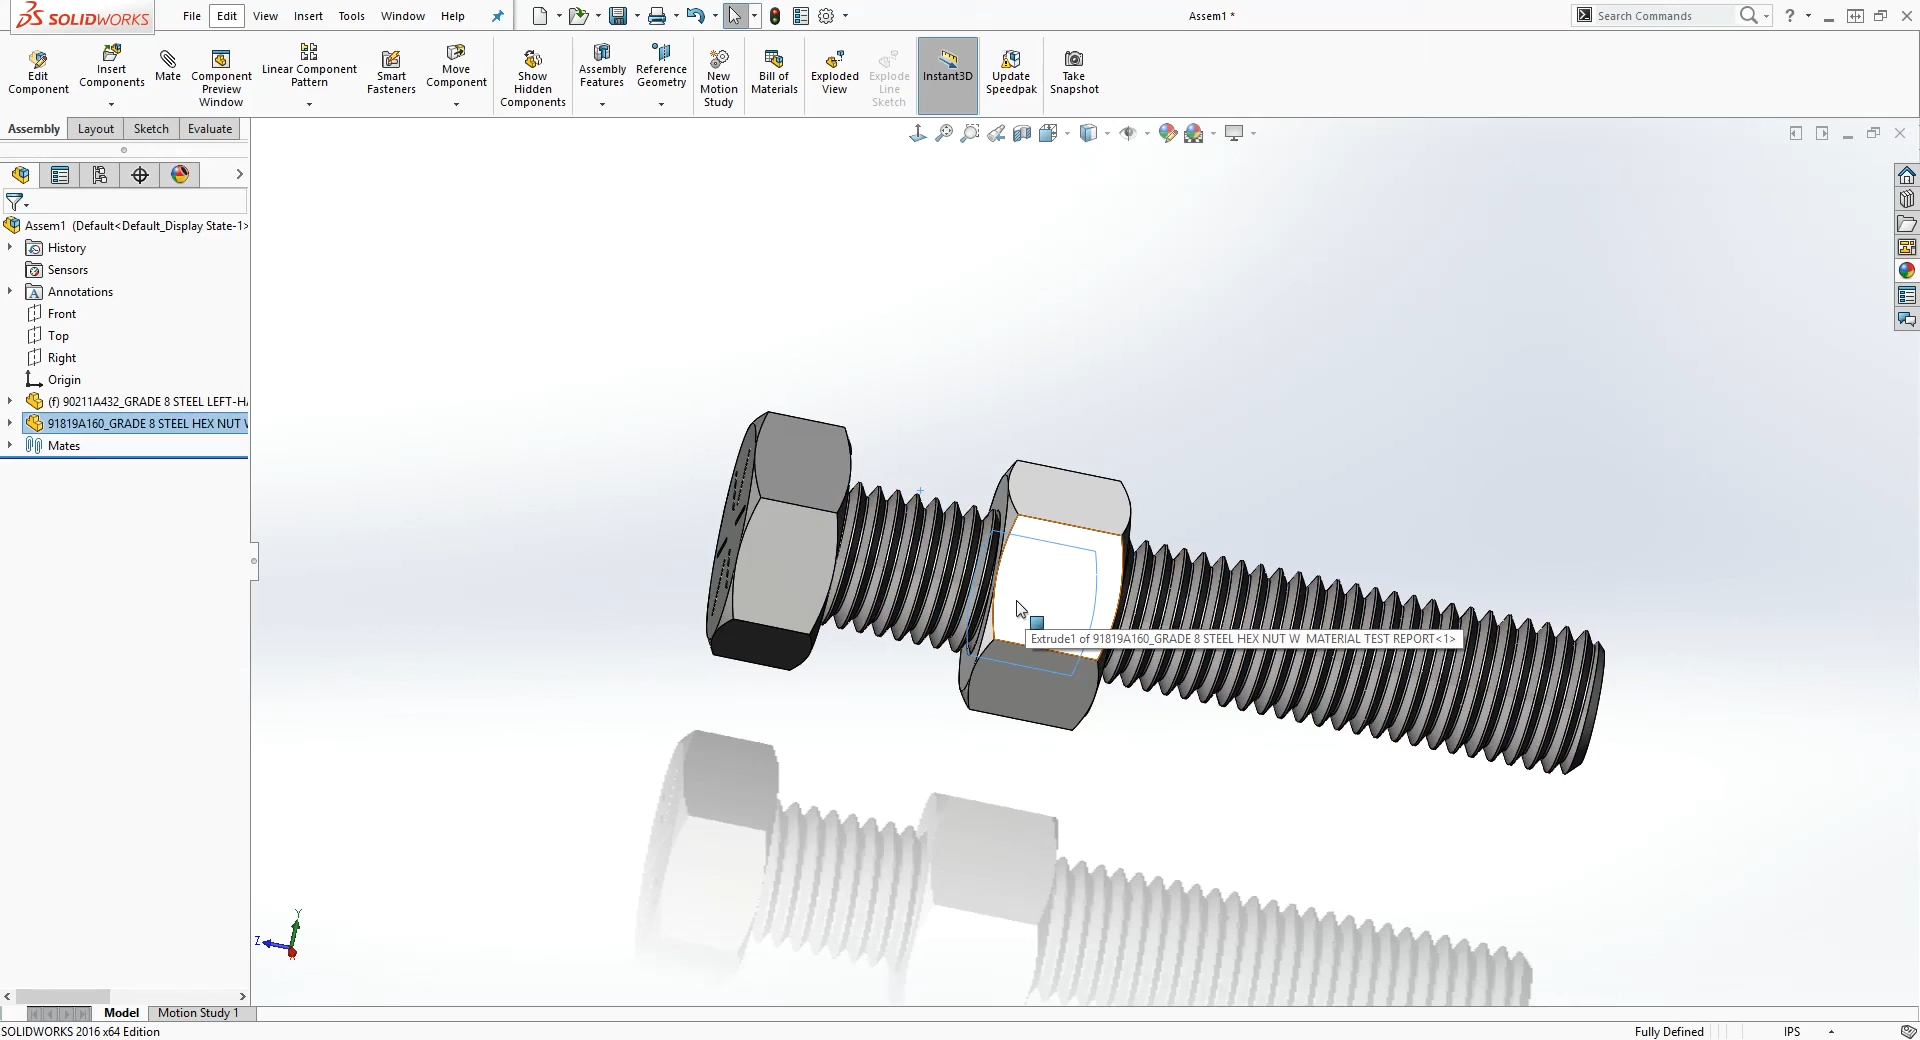 SOLIDWORKS
File Edit View Insert Tools Window Help
Assem1 *
Search Commands
?
Edit Component
Insert Components
Mate
Component Preview Window
Linear Component Pattern
Smart Fasteners
Move Component
Show Hidden Components
Assembly Features
Reference Geometry
New Motion Study
Bill of Materials
Exploded View
Explode Line Sketch
Instant3D
Update Speedpak
Take Snapshot
Assembly Layout Sketch Evaluate
Assem1 (Default<Default_Display State-1>
History
Sensors
A Annotations
Front
Top
Right
Origin
(f) 90211A432_GRADE 8 STEEL LEFT-HA
91819A160_GRADE 8 STEEL HEX NUT W
Mates
Extrude1 of 91819A160_GRADE 8 STEEL HEX NUT W MATERIAL TEST REPORT<1>
Y
Z
Model Motion Study 1
SOLIDWORKS 2016 x64 Edition
Fully Defined
IPS